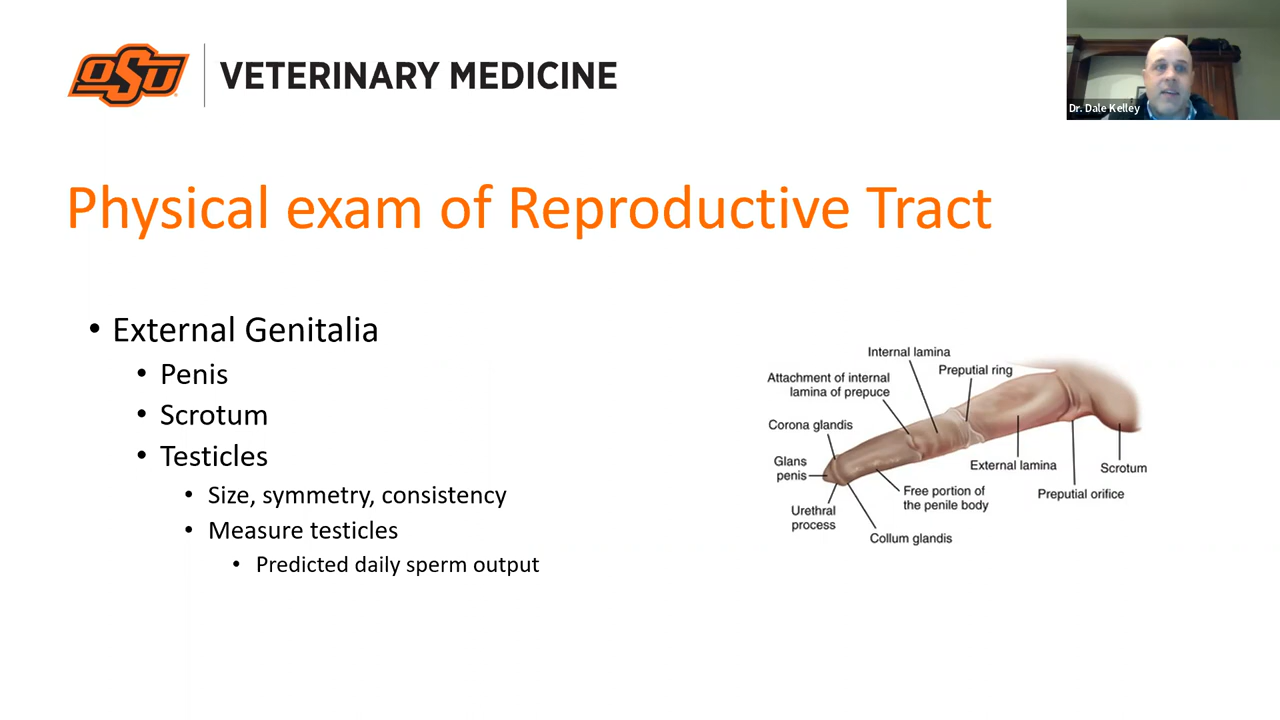 OSU
VETERINARY MEDICINE
Dr. Dale Kelley
Physical exam of Reproductive Tract
• External Genitalia
• Penis
• Scrotum
• Testicles
• Size, symmetry, consistency
• Measure testicles
• Predicted daily sperm output
Internal lamina
Preputial ring
Attachment of internal
lamina of prepuce
Corona glandis
Glans
penis
Urethral
process
Collum glandis
Free portion of
the penile body
External lamina
Preputial orifice
Scrotum